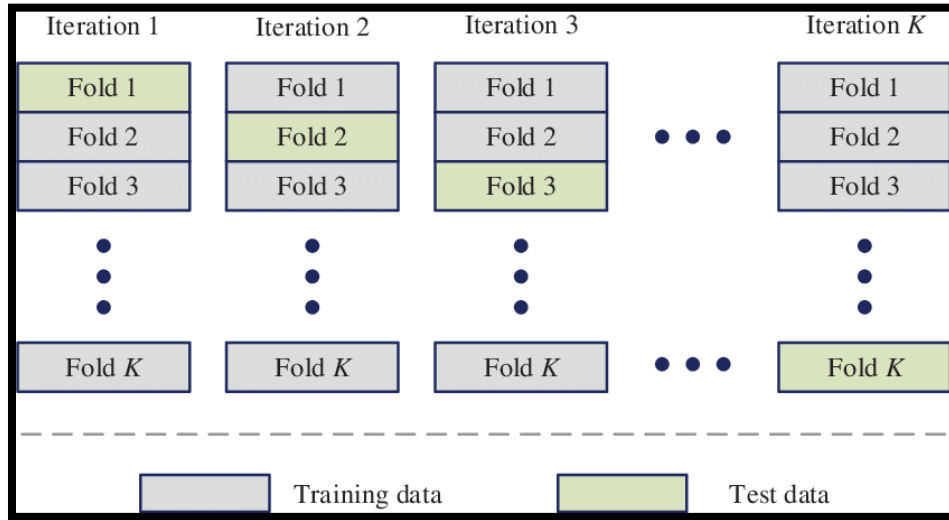 Iteration 1 Iteration 2 Iteration 3 Iteration K
Fold 1 Fold 1 Fold 1 Fold 1
Fold 2 Fold 2 Fold 2 Fold 2
Fold 3 Fold 3 Fold 3 Fold 3
Fold K Fold K Fold K Fold K
Training data Test data